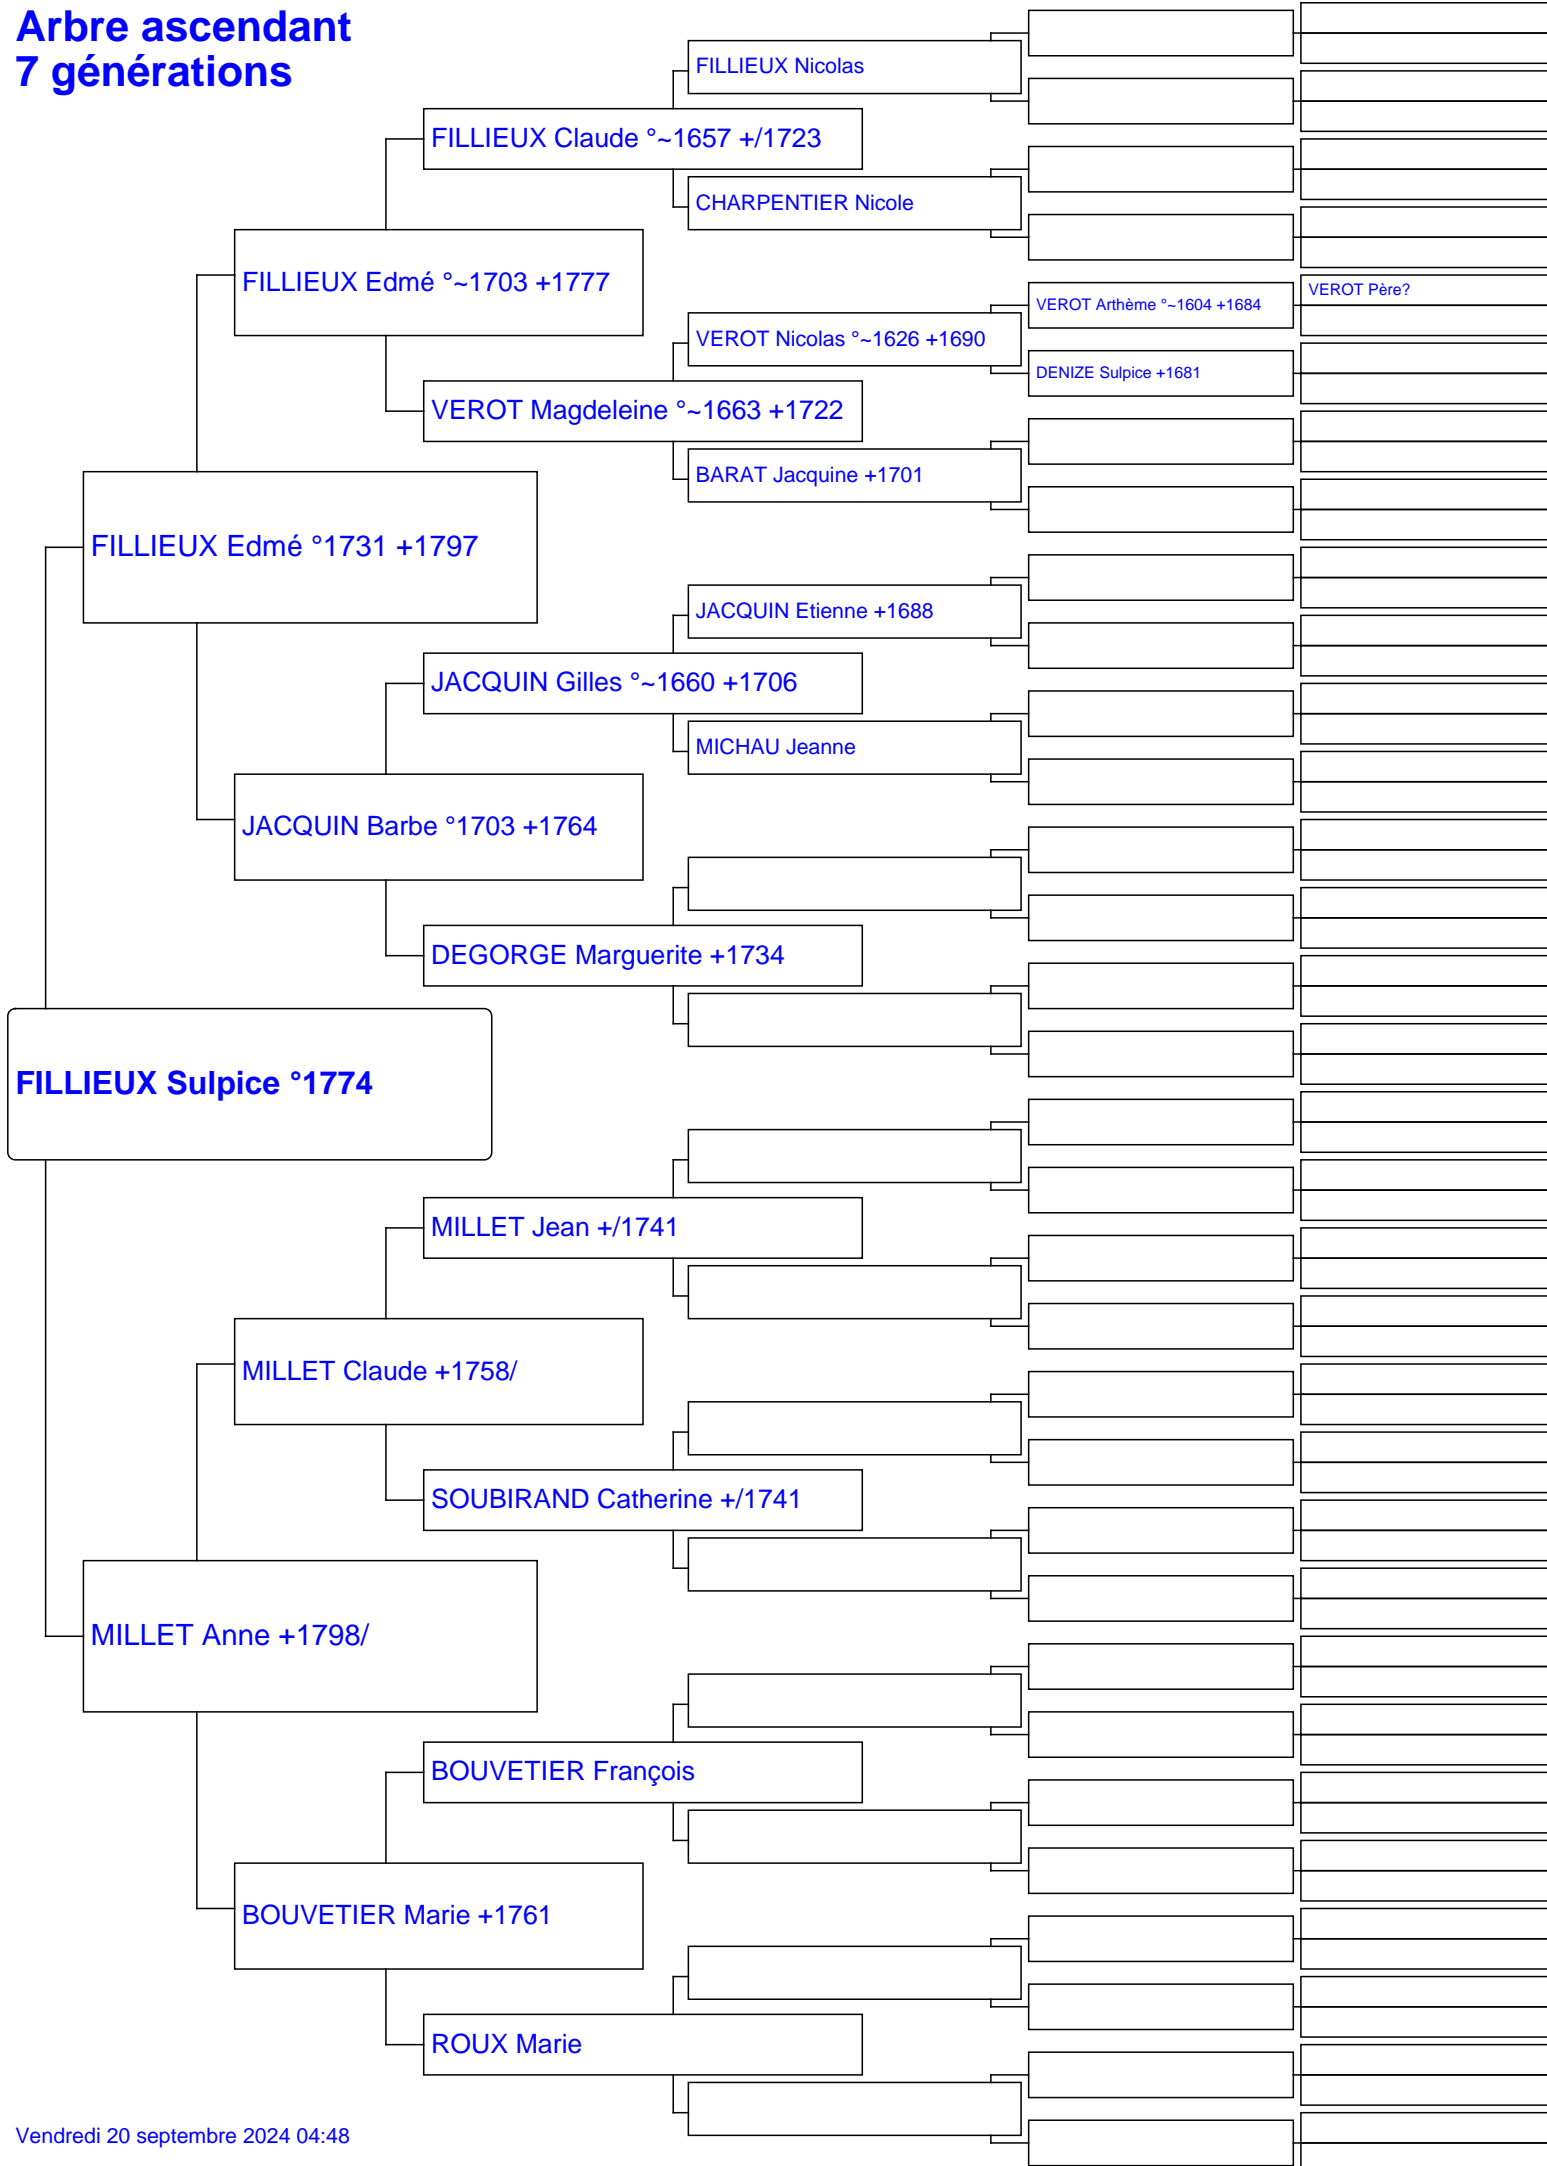 Arbre ascendant
7 générations
FILLIEUX Nicolas
FILLIEUX Claude °~1657 +/1723
CHARPENTIER Nicole
FILLIEUX Edmé °~1703 +1777
VEROT Père?
VEROT Arthème °~1604 +1684
VEROT Nicolas °~1626 +1690
DENIZE Sulpice +1681
VEROT Magdeleine °~1663 +1722
BARAT Jacquine +1701
FILLIEUX Edmé °1731 +1797
JACQUIN Etienne +1688
JACQUIN Gilles °~1660 +1706
MICHAU Jeanne
JACQUIN Barbe °1703 +1764
DEGORGE Marguerite +1734
FILLIEUX Sulpice °1774
MILLET Jean +/1741
MILLET Claude +1758/
SOUBIRAND Catherine +/1741
MILLET Anne +1798/
BOUVETIER François
BOUVETIER Marie +1761
ROUX Marie
Vendredi 20 septembre 2024 04:48